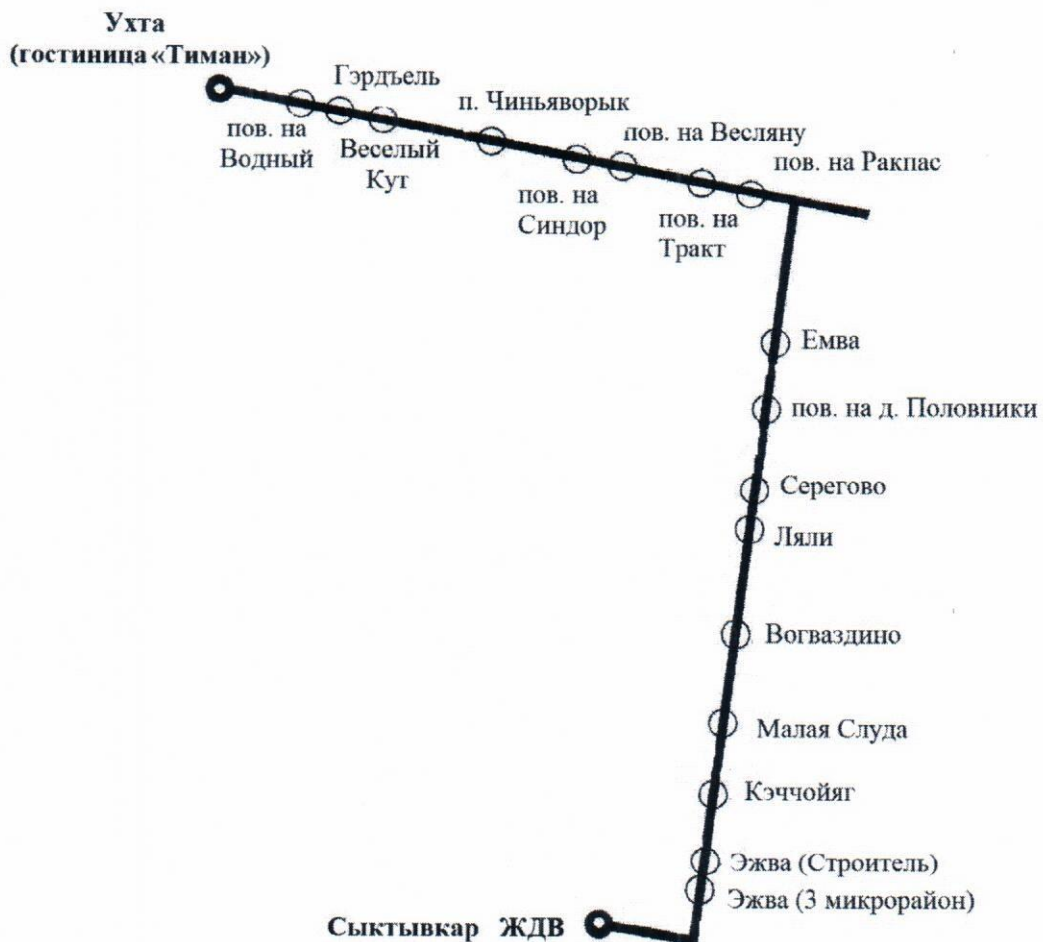 Ухта
(гостиница «Тиман»)
Гэрдъель
п. Чиньяворык
пов. на Весляну
пов. на Ракпас
пов. на
Водный
Веселый
Кут
пов. на
Синдор
пов. на
Тракт
Емва
пов. на д. Половники
Серегово
Ляли
Вогваздино
Малая Слуда
Кэччойяг
Эжва (Строитель)
Эжва (3 микрорайон)
Сыктывкар ЖДВ